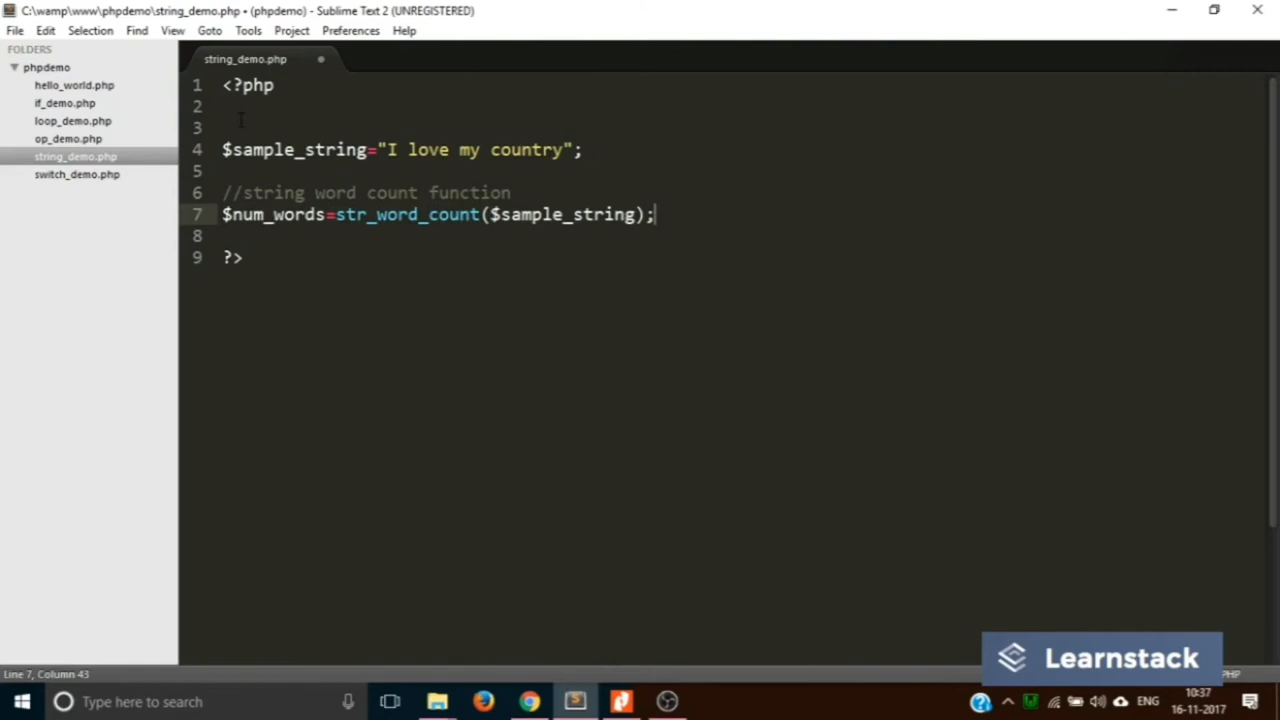 C:\wamp\www\phpdemo\string_demo.php • (phpdemo) - Sublime Text 2 (UNREGISTERED)
File Edit Selection Find View Goto Tools Project Preferences Help
FOLDERS
phpdemo
hello_world.php
if_demo.php
loop_demo.php
op_demo.php
string_demo.php
switch_demo.php
string_demo.php
1 <?php
2
3
4 $sample_string="I love my country";
5
6 //string word count function
7 $num_words=str_word_count($sample_string);
8
9 ?>
Learnstack
Line 7, Column 43
PHP
Type here to search
ENG
10:37
16-11-2017